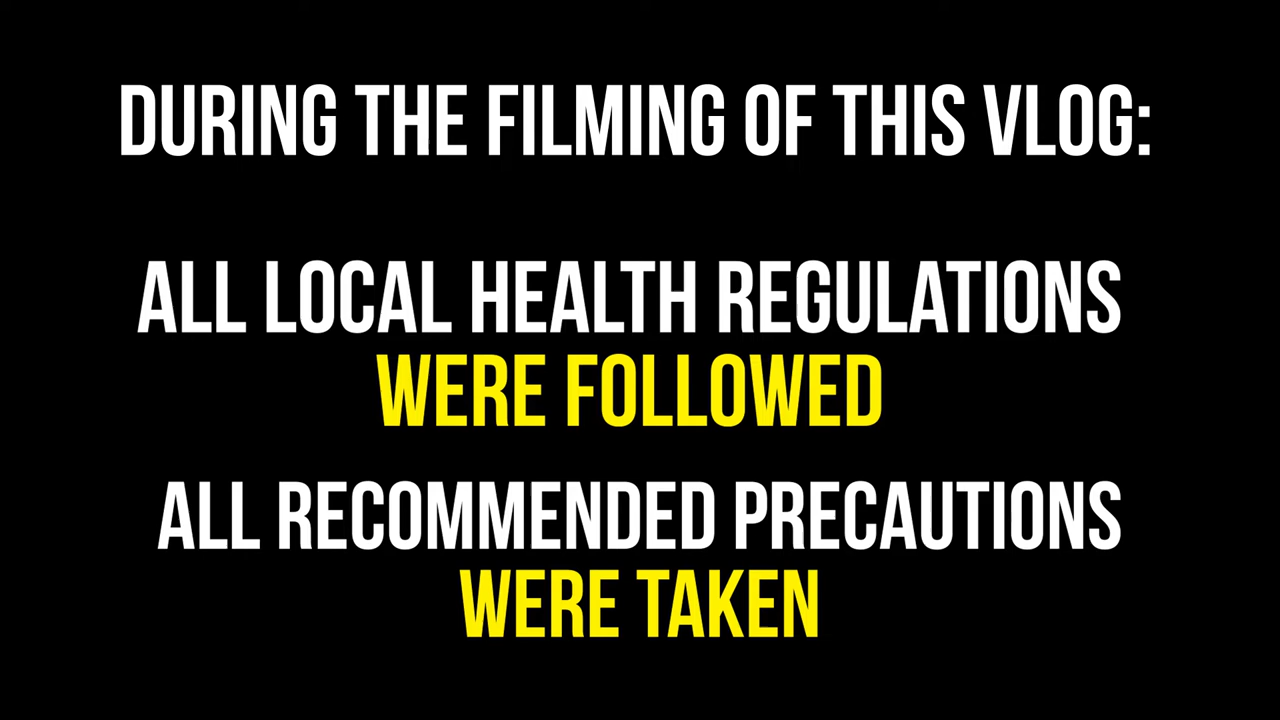 DURING THE FILMING OF THIS VLOG:
ALL LOCAL HEALTH REGULATIONS
WERE FOLLOWED
ALL RECOMMENDED PRECAUTIONS
WERE TAKEN